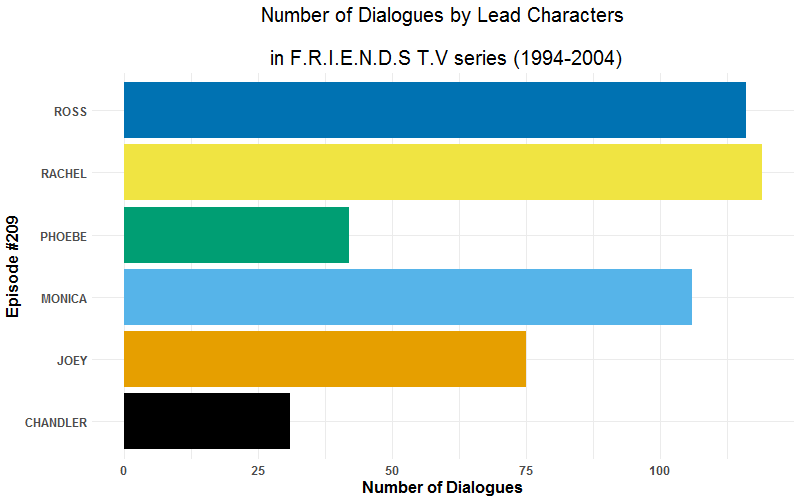 Number of Dialogues by Lead Characters
in F.R.I.E.N.D.S T.V series (1994-2004)
Episode #209
ROSS
RACHEL
PHOEBE
MONICA
JOEY
CHANDLER
0 25 50 75 100
Number of Dialogues